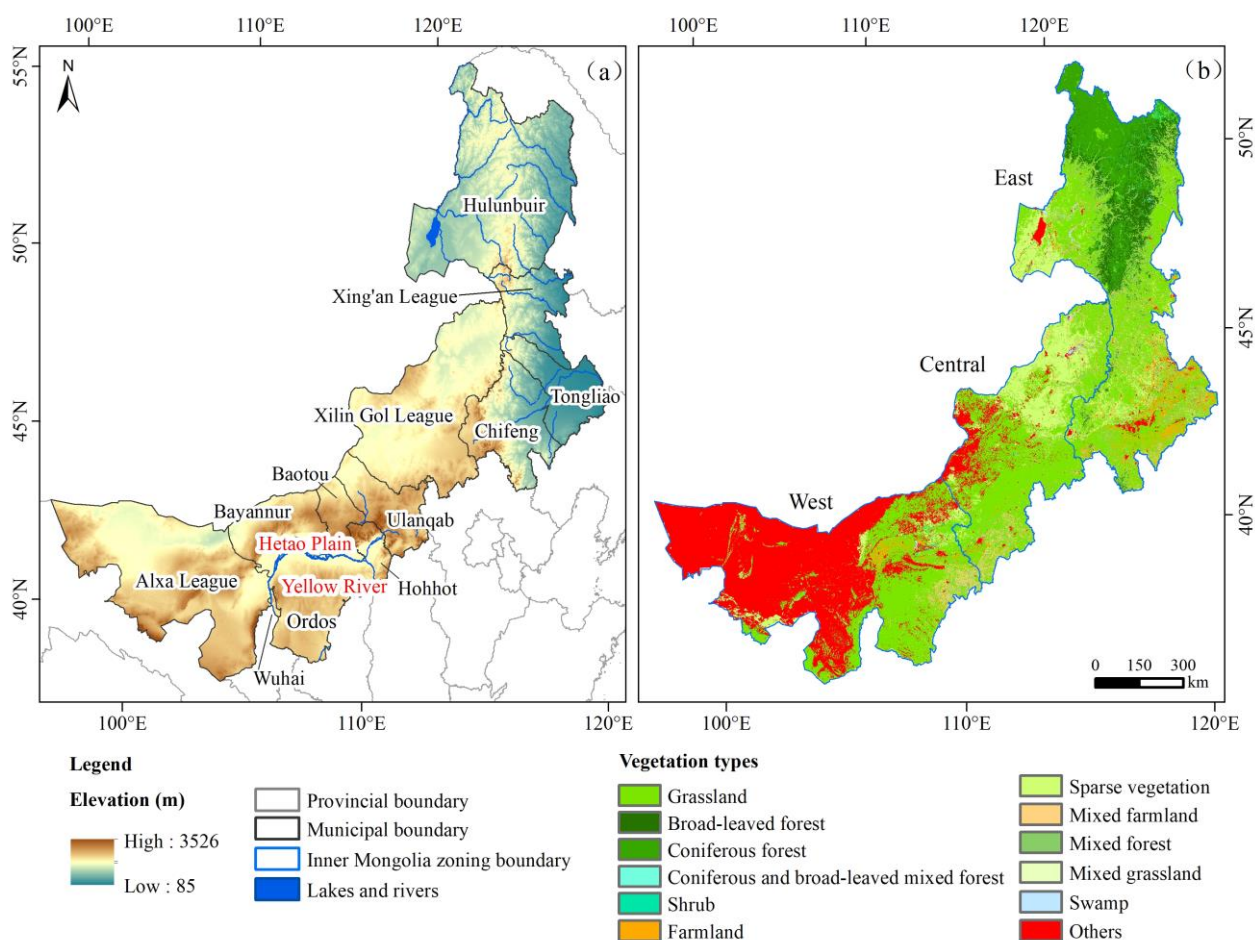 100°E 110°E 120°E
100°E 110°E 120°E
55°N
50°N
45°N
40°N
N
(a)
Hulunbuir
Xing'an League
Tongliao
Xilin Gol League
Chifeng
Baotou
Bayannur
Ulanqab
Hetao Plain
Alxa League
Yellow River
Hohhot
Ordos
Wuhai
100°E 110°E 120°E
(b)
East
Central
West
50°N
45°N
40°N
0 150 300
km
100°E 110°E 120°E
Legend
Elevation (m)
High : 3526
Low : 85
Provincial boundary
Municipal boundary
Inner Mongolia zoning boundary
Lakes and rivers
Vegetation types
Grassland
Broad-leaved forest
Coniferous forest
Coniferous and broad-leaved mixed forest
Shrub
Farmland
Sparse vegetation
Mixed farmland
Mixed forest
Mixed grassland
Swamp
Others